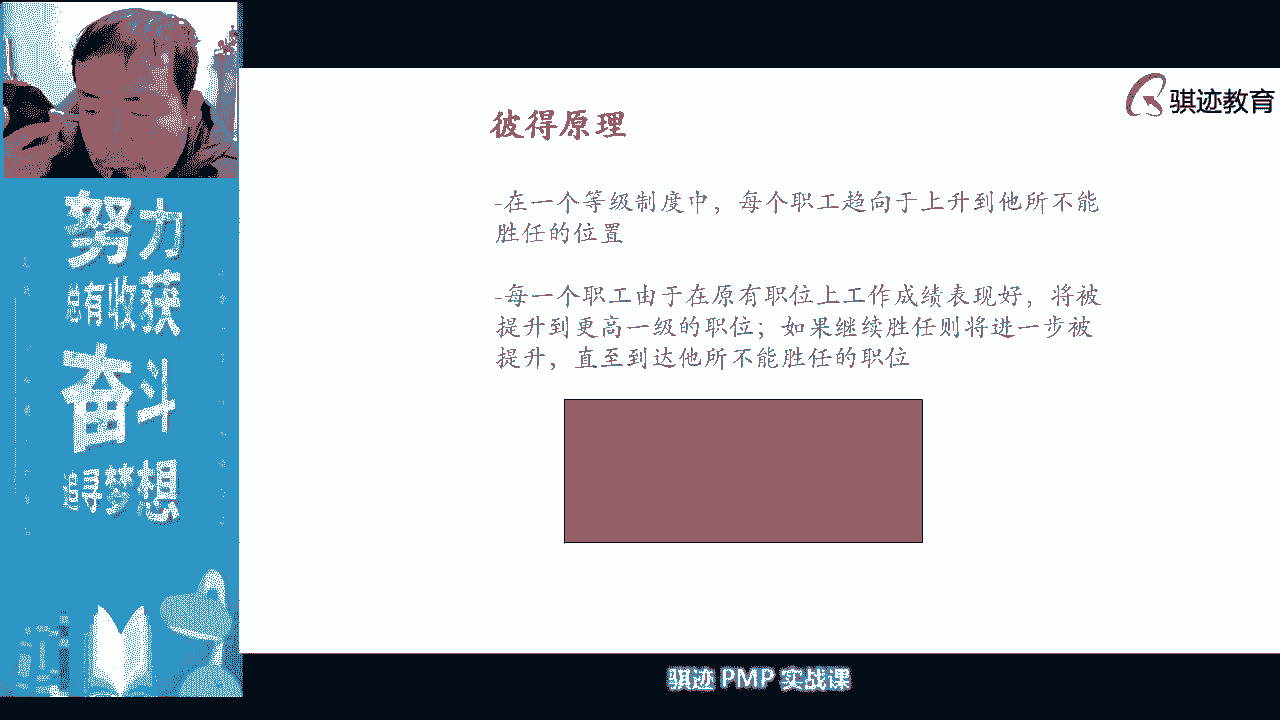 骐迹教育
彼得原理
-在一个等级制度中，每个职工趋向于上升到他所不能
胜任的位置
-每一个职工由于在原有职位上工作成绩表现好，将被
提升到更高一级的职位；如果继续胜任则将进一步被
提升，直至到达他所不能胜任的职位
努力
总有收获
奋斗
追寻梦想
骐迹 PMP 实战课